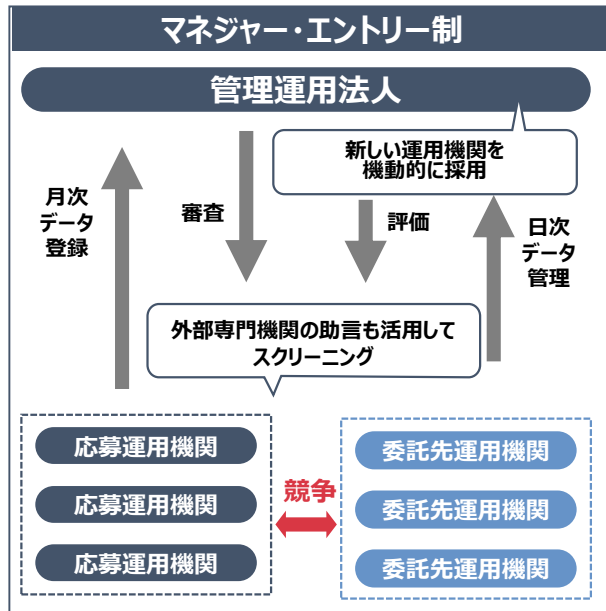 マネジャー・エントリー制
管理運用法人
新しい運用機関を
機動的に採用
月次
データ
登録
審査
評価
日次
データ
管理
外部専門機関の助言も活用して
スクリーニング
応募運用機関
応募運用機関
応募運用機関
競争
委託先運用機関
委託先運用機関
委託先運用機関